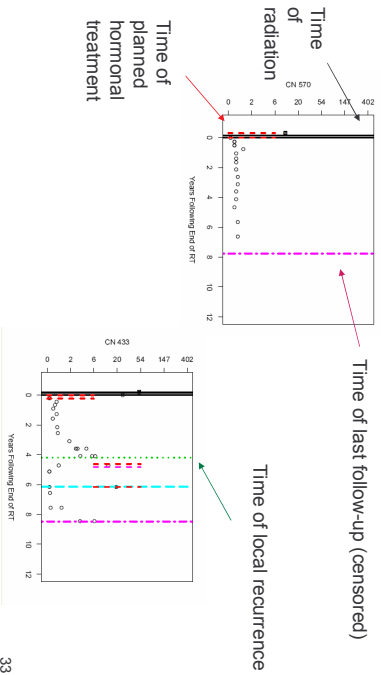 Time
of
radiation
CN 570
0 2 6 20 54 147 402
0 2 4 6 8 10 12
Years Following End of RT
Time of
planned
hormonal
treatment
Time of last follow-up (censored)
Time of local recurrence
CN 433
0 2 6 20 54 147 402
0 2 4 6 8 10 12
Years Following End of RT
33